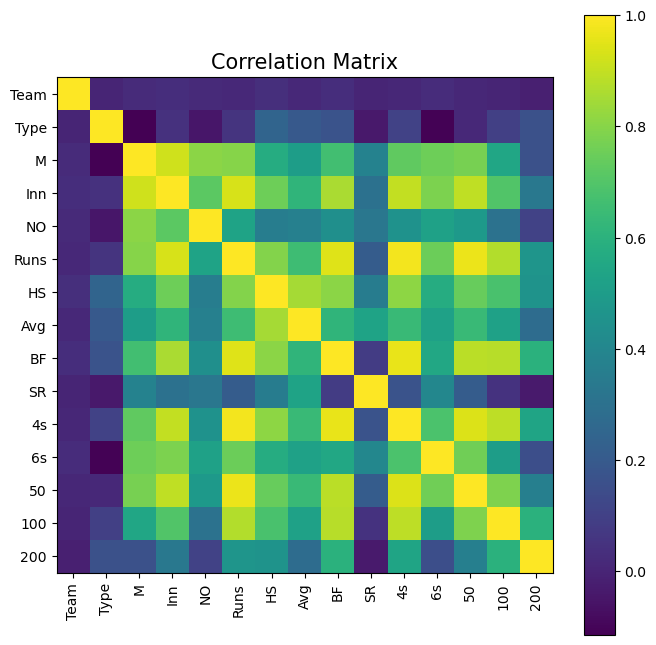 Correlation Matrix
Team
Type
M
Inn
NO
Runs
HS
Avg
BF
SR
4s
6s
50
100
200
Team
Type
M
Inn
NO
Runs
HS
Avg
BF
SR
4s
6s
50
100
200
1.0
0.8
0.6
0.4
0.2
0.0